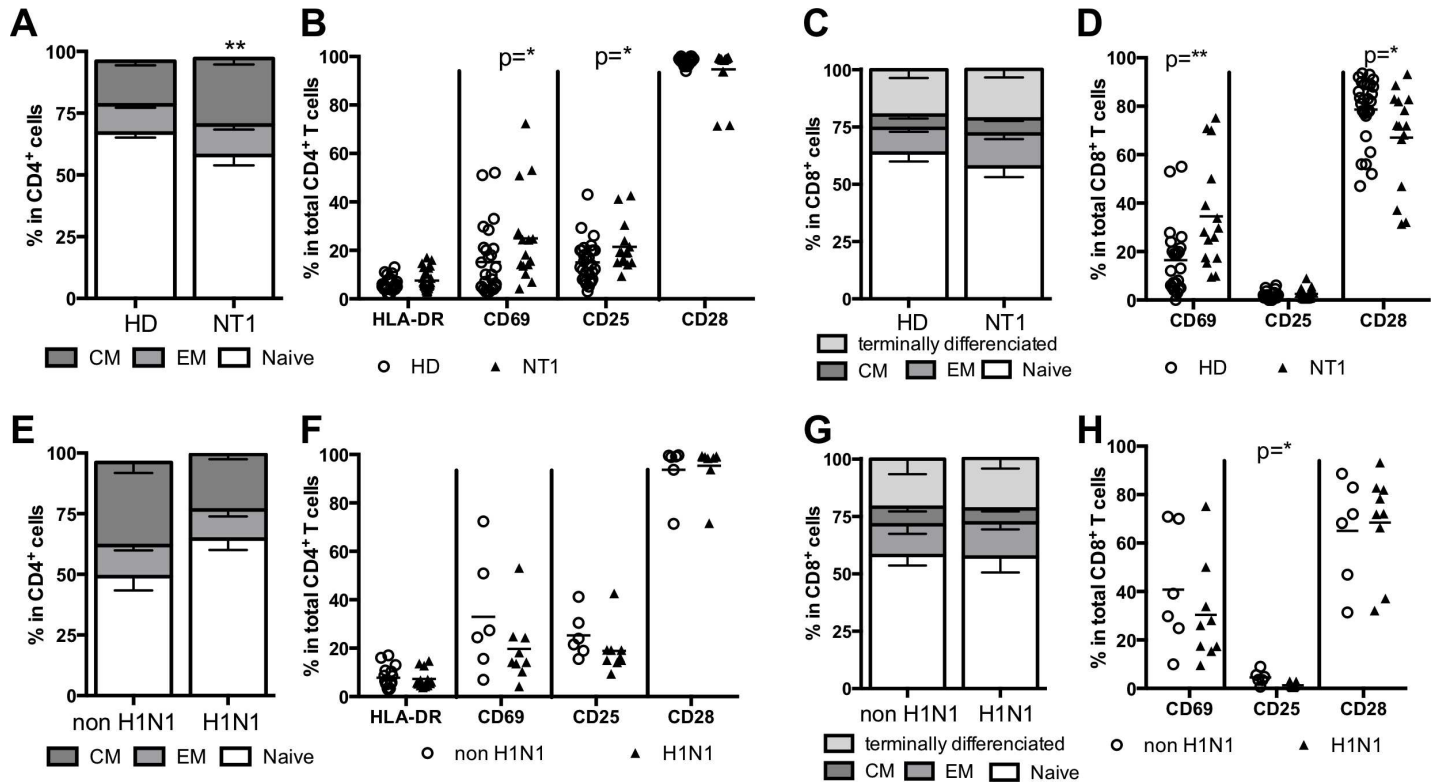 A
% in CD4+ cells
100
75
50
25
0
**
HD NT1
CM EM Naive
B
% in total CD4+ T cells
100
80
60
40
20
0
p=* p=*
HLA-DR CD69 CD25 CD28
HD NT1
C
% in CD8+ cells
100
75
50
25
0
HD NT1
terminally differenciated
CM EM Naive
D
% in total CD8+ T cells
100
80
60
40
20
0
p=** p=*
CD69 CD25 CD28
HD NT1
E
% in CD4+ cells
100
75
50
25
0
non H1N1 H1N1
CM EM Naive
F
% in total CD4+ T cells
100
80
60
40
20
0
HLA-DR CD69 CD25 CD28
non H1N1 H1N1
G
% in CD8+ cells
100
75
50
25
0
non H1N1 H1N1
terminally differenciated
CM EM Naive
H
% in total CD8+ T cells
100
80
60
40
20
0
p=*
CD69 CD25 CD28
non H1N1 H1N1